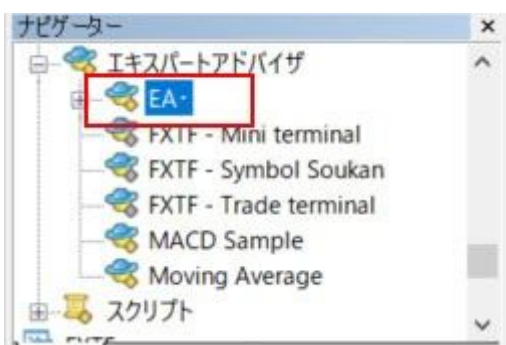 ナビゲーター
エキスパートアドバイザ
EA・
FXTF - Mini terminal
FXTF - Symbol Soukan
FXTF - Trade terminal
MACD Sample
Moving Average
スクリプト